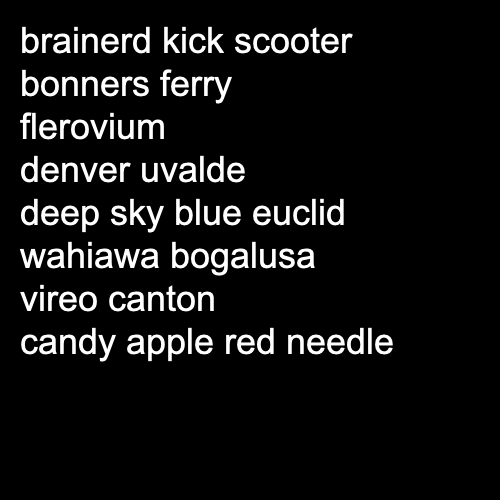 brainerd kick scooter
bonners ferry
flerovium
denver uvalde
deep sky blue euclid
wahiawa bogalusa
vireo canton
candy apple red needle